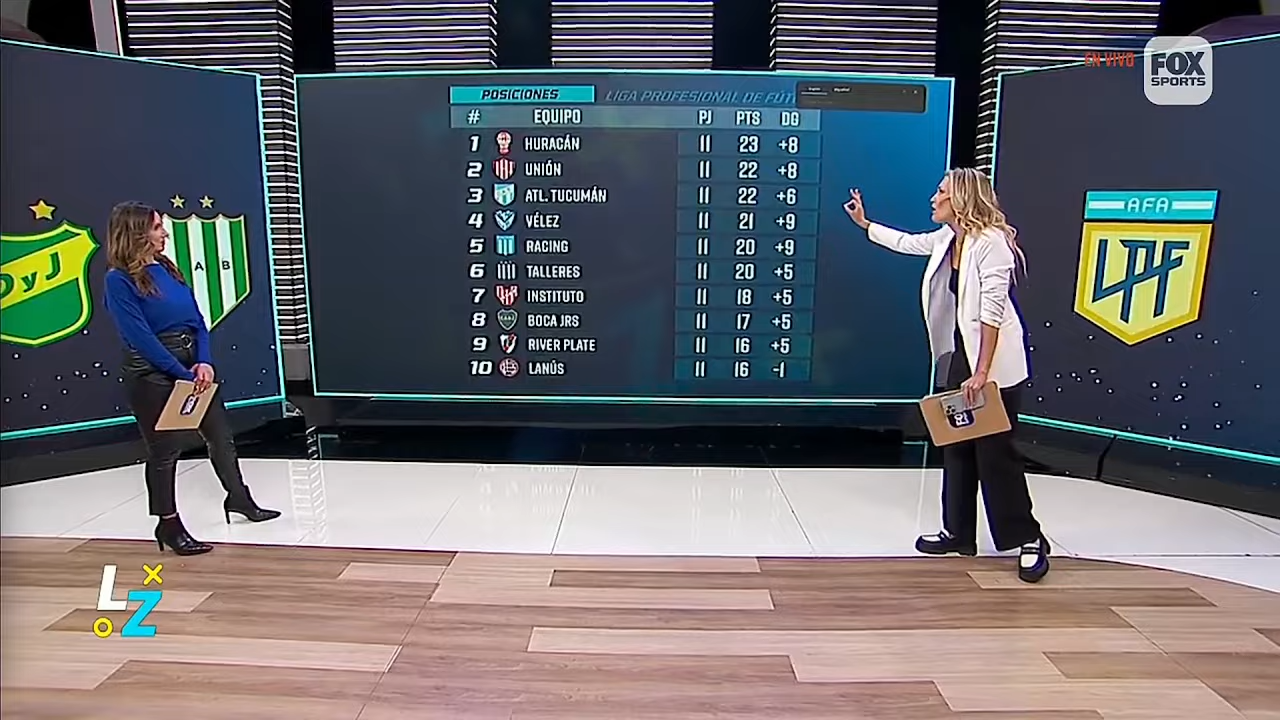 EN VIVO
FOX
SPORTS
POSICIONES
LIGA PROFESIONAL DE FÚT
# EQUIPO PJ PTS DG
1 HURACÁN 11 23 +8
2 UNIÓN 11 22 +8
3 ATL. TUCUMÁN 11 22 +6
4 VÉLEZ 11 21 +9
5 RACING 11 20 +9
6 TALLERES 11 20 +5
7 INSTITUTO 11 18 +5
8 BOCA JRS 11 17 +5
9 RIVER PLATE 11 16 +5
10 LANÚS 11 16 -1
DyJ
A B
AFA
LPF
L
Z